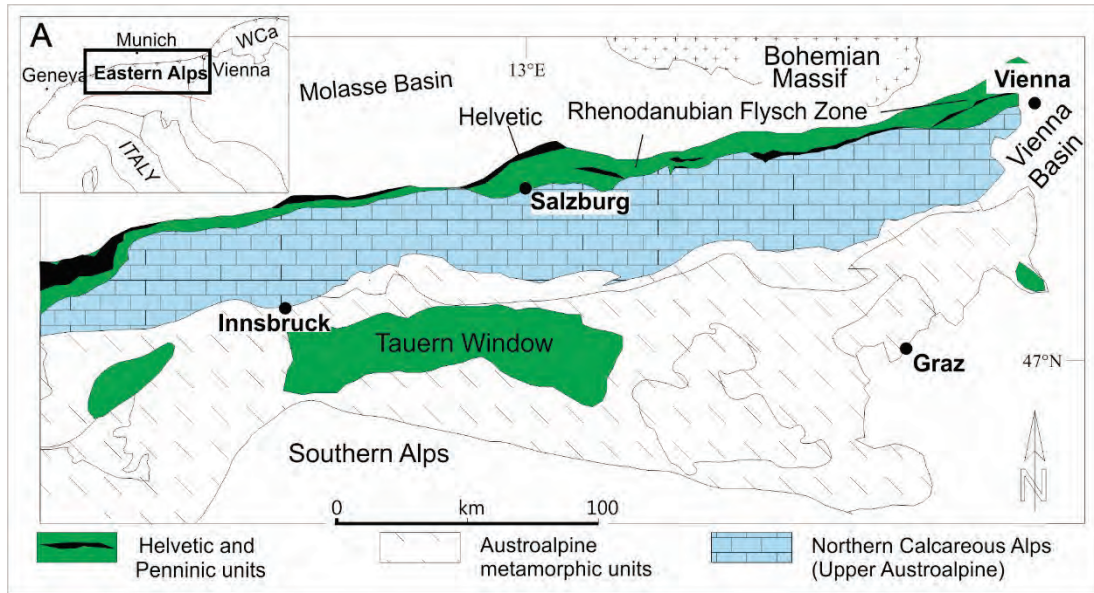 A
Munich
WCa
Geneva
Eastern Alps
Vienna
ITALY
Molasse Basin
13°E
Bohemian
Massif
Vienna
Helvetic
Rhenodanubian Flysch Zone
Vienna
Basin
Salzburg
Innsbruck
Tauern Window
Graz
47°N
Southern Alps
N
0
km
100
Helvetic and
Penninic units
Austroalpine
metamorphic units
Northern Calcareous Alps
(Upper Austroalpine)